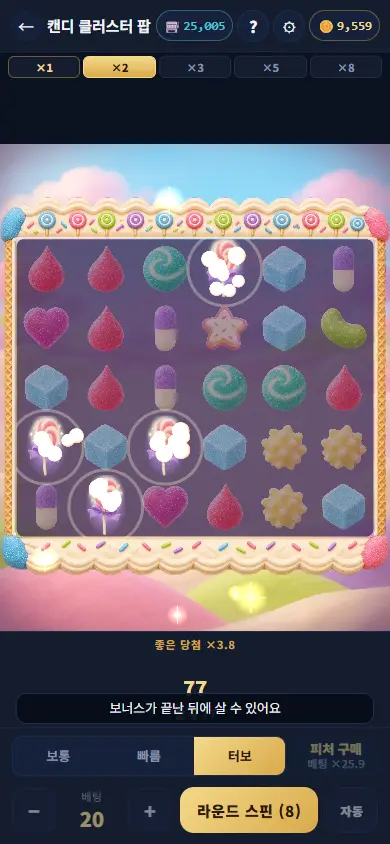 ← 캔디 클러스터 팝 25,005 ? 9,559
×1 ×2 ×3 ×5 ×8
좋은 당첨 ×3.8
77
보너스가 끝난 뒤에 살 수 있어요
보통 빠름 터보 피처 구매
베팅 ×25.9
− 베팅 + 라운드 스핀 (8) 자동
20